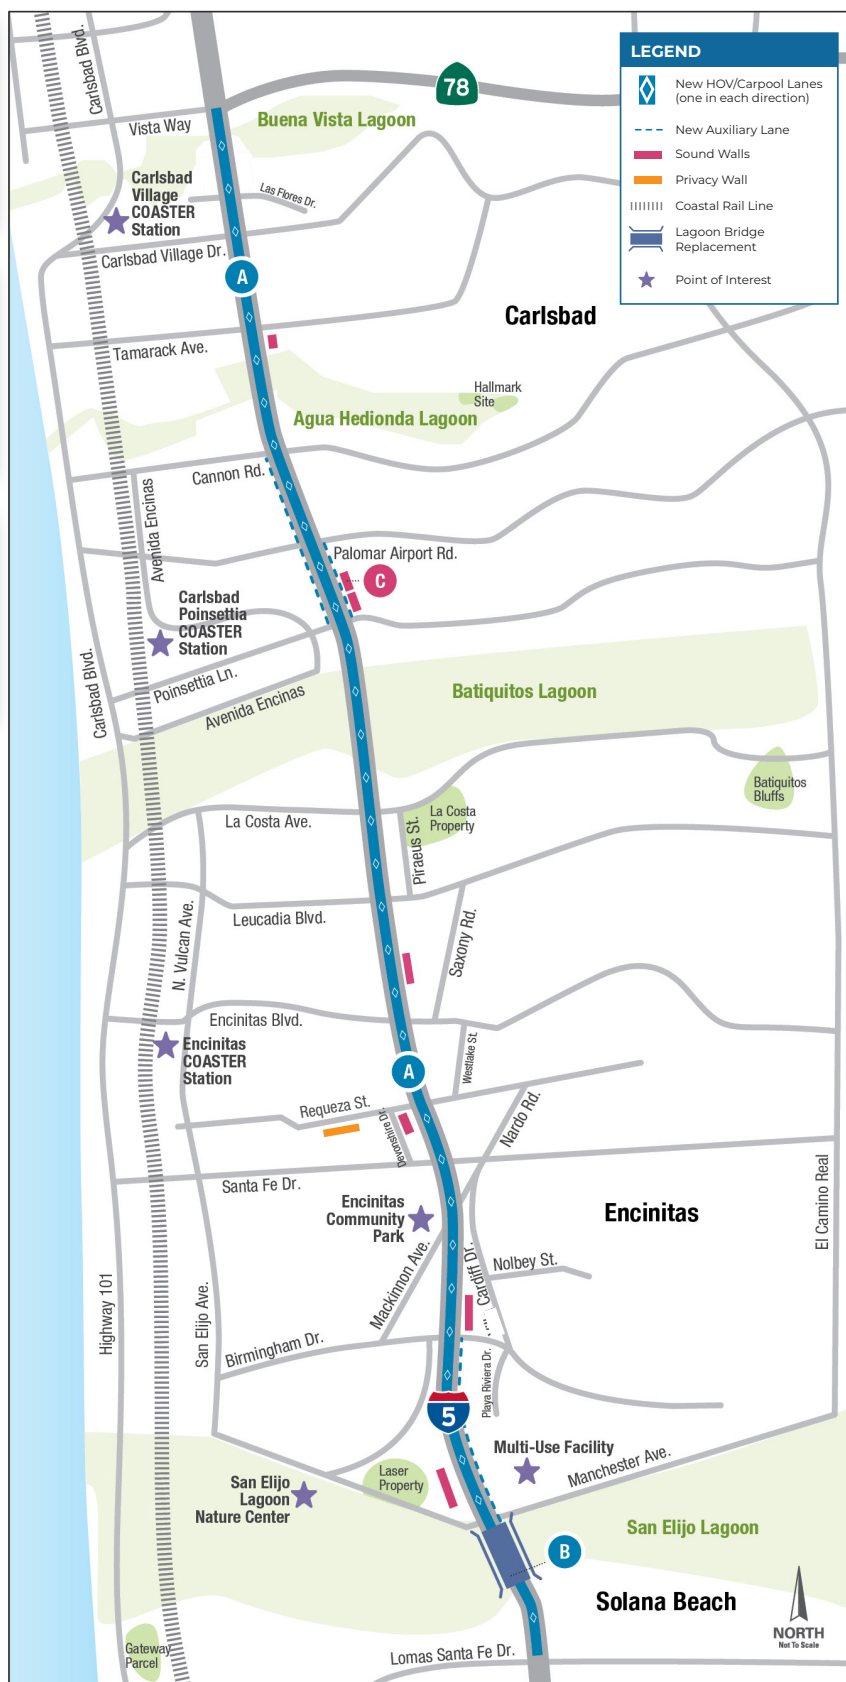 LEGEND
New HOV/Carpool Lanes
(one in each direction)
New Auxiliary Lane
Sound Walls
Privacy Wall
Coastal Rail Line
Lagoon Bridge
Replacement
Point of Interest
Carlsbad Blvd.
78
Vista Way
Buena Vista Lagoon
Carlsbad
Village
COASTER
Station
Las Flores Dr.
Carlsbad Village Dr.
A
Carlsbad
Tamarack Ave.
Hallmark
Site
Agua Hedionda Lagoon
Cannon Rd.
Avenida Encinas
Palomar Airport Rd.
C
Carlsbad
Poinsettia
COASTER
Station
Carlsbad Blvd.
Poinsettia Ln.
Avenida Encinas
Batiquitos Lagoon
Batiquitos
Bluffs
La Costa Ave.
La Costa
Property
Piraeus St.
Leucadia Blvd.
N. Vulcan Ave.
Saxony Rd.
Encinitas Blvd.
Encinitas
COASTER
Station
Westlake St.
A
Requeza St.
Devonshire Dr.
Nardo Rd.
Santa Fe Dr.
El Camino Real
Encinitas
Community
Park
Encinitas
Mackinnon Ave.
Cardiff Dr.
Nolbey St.
Highway 101
San Elijo Ave.
Birmingham Dr.
Playa Riviera Dr.
5
Multi-Use Facility
Manchester Ave.
Laser
Property
San Elijo
Lagoon
Nature Center
San Elijo Lagoon
B
Solana Beach
NORTH
Not To Scale
Gateway
Parcel
Lomas Santa Fe Dr.